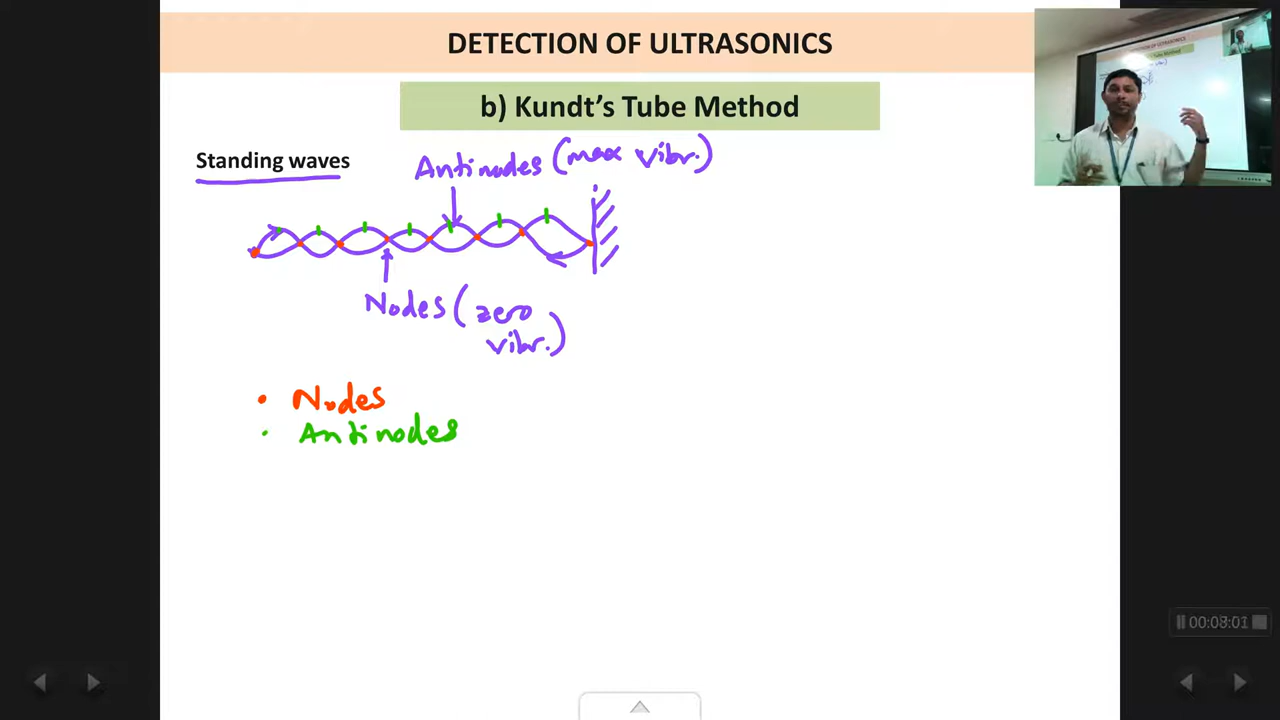 DETECTION OF ULTRASONICS
b) Kundt's Tube Method
Standing waves
Antinodes (max vibr.)
Nodes (zero
vibr.)
• Nodes
• Antinodes
00:08:01